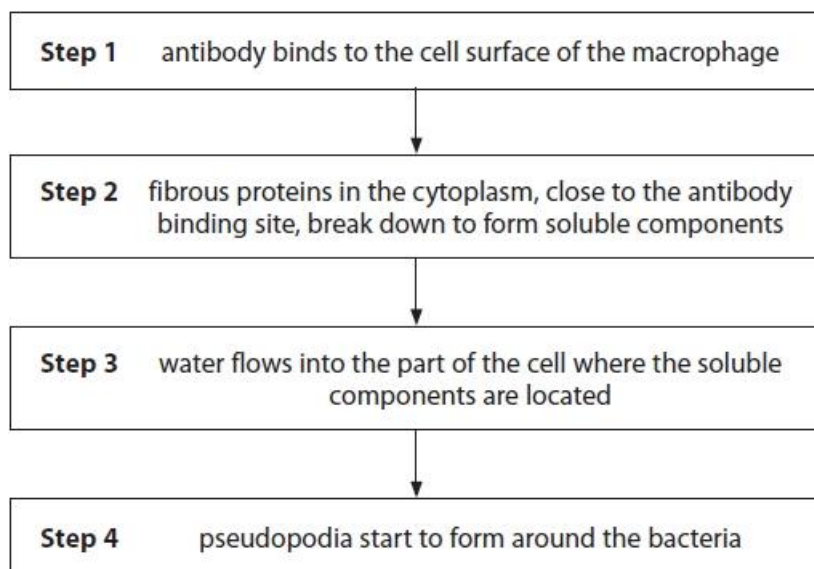 Step 1 antibody binds to the cell surface of the macrophage
Step 2 fibrous proteins in the cytoplasm, close to the antibody
binding site, break down to form soluble components
Step 3 water flows into the part of the cell where the soluble
components are located
Step 4 pseudopodia start to form around the bacteria